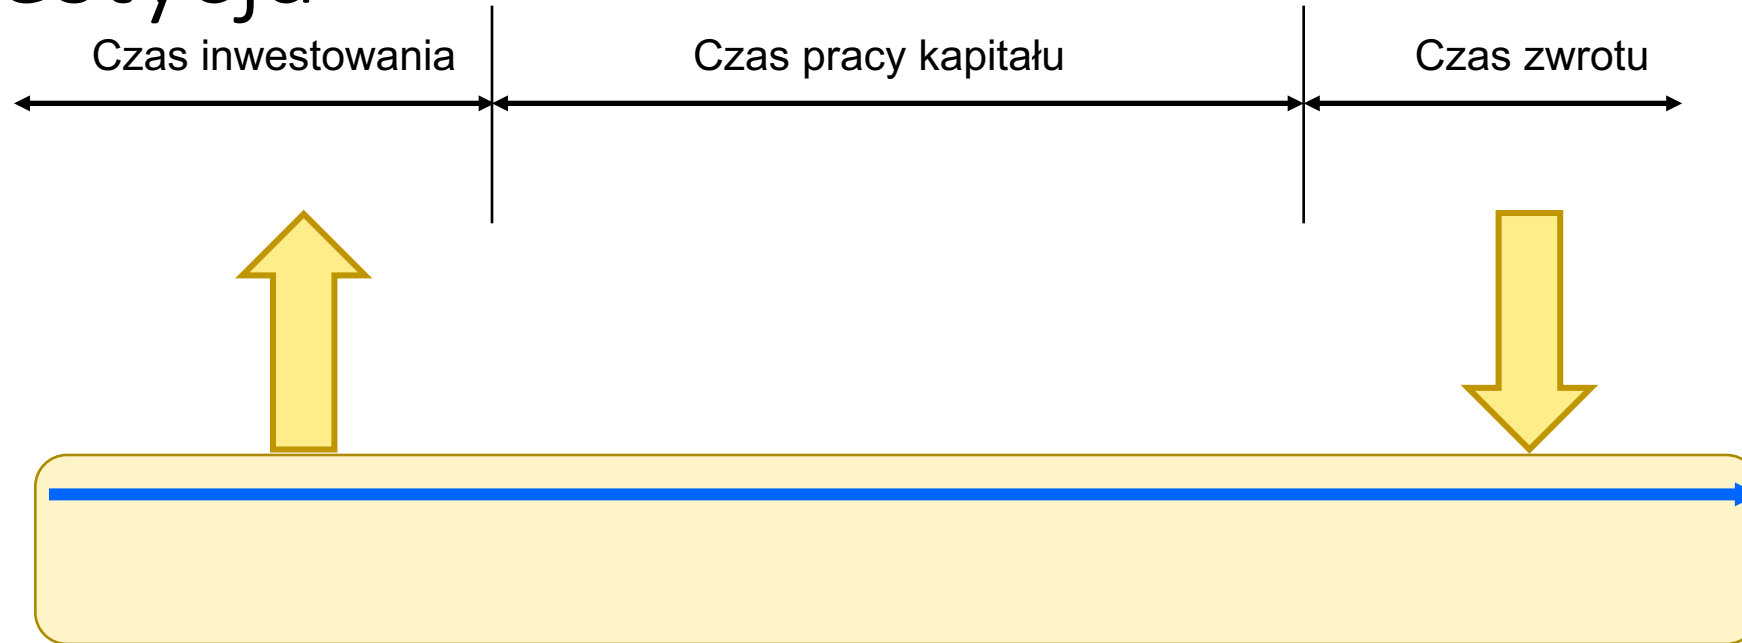 Czas inwestowania
Czas pracy kapitału
Czas zwrotu